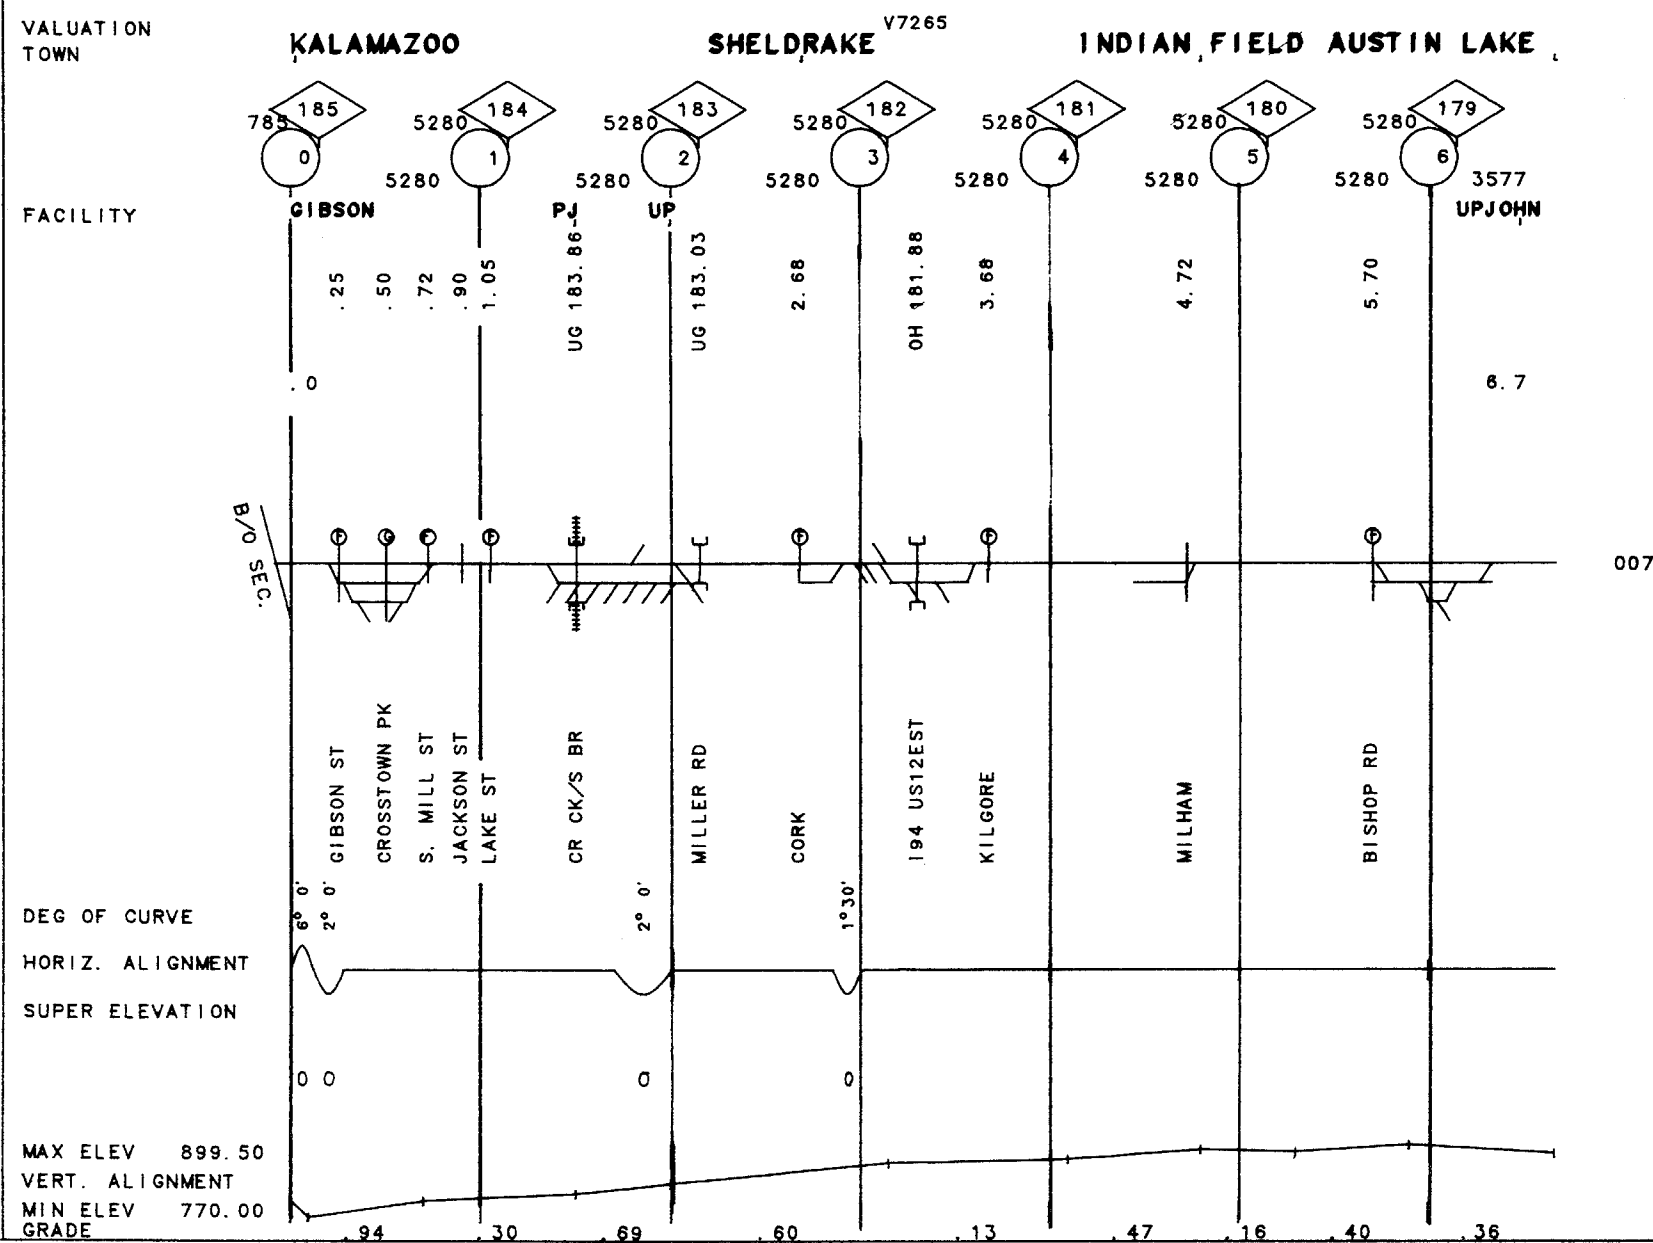 VALUATION V7265
TOWN KALAMAZOO SHELDRAKE INDIAN FIELD AUSTIN LAKE
185 184 183 182 181 180 179
785 5280 5280 5280 5280 5280 5280
0 1 2 3 4 5 6
5280 5280 5280 5280 5280 5280 3577
FACILITY GIBSON PJ UP UPJOHN
.25 .50 .72 .90 1.05 UG 183.86 UG 183.03 2.68 OH 181.88 3.68 4.72 5.70
.0 6.7
F G F F F F F
B/O SEC.
007
GIBSON ST
CROSSTOWN PK
S. MILL ST
JACKSON ST
LAKE ST
CR CK/S BR
MILLER RD
CORK
I94 US12EST
KILGORE
MILHAM
BISHOP RD
DEG OF CURVE 6° 0' 2° 0' 2° 0' 1°30'
HORIZ. ALIGNMENT
SUPER ELEVATION
0 0 0 0
MAX ELEV 899.50
VERT. ALIGNMENT
MIN ELEV 770.00
GRADE .94 .30 .69 .60 .13 .47 .16 .40 .36